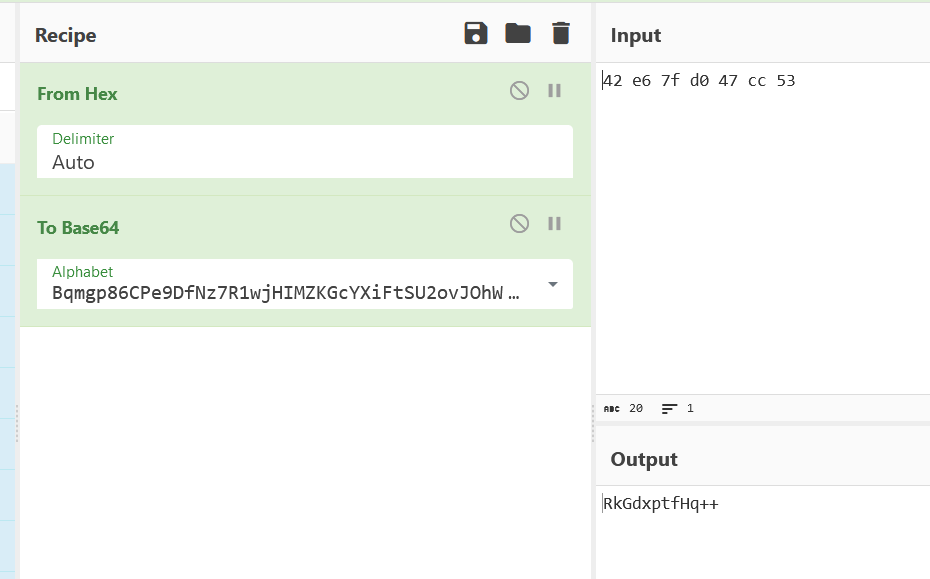 Recipe
From Hex
Delimiter
Auto
To Base64
Alphabet
Bqmgp86CPe9DfNz7R1wjHIMZKGcYXiFtSU2ovJOhW …
Input
42 e6 7f d0 47 cc 53
ABC 20 1
Output
RkGdxptfHq++